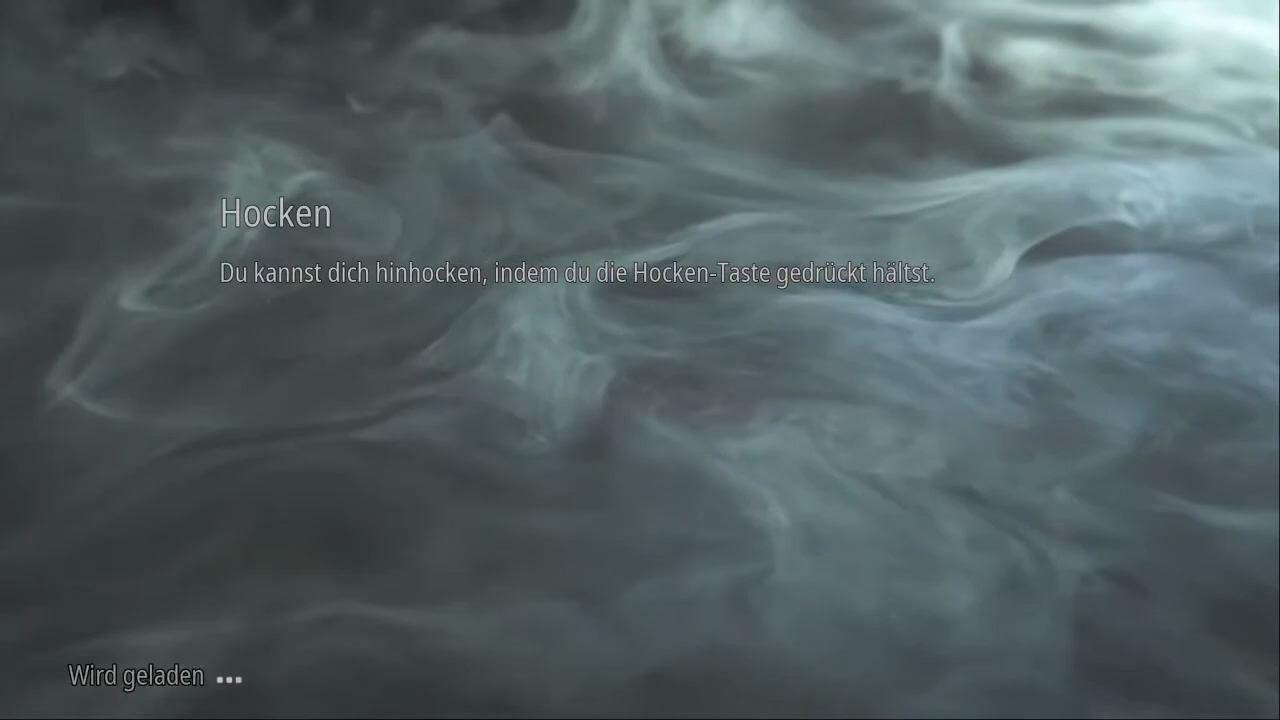 Hocken
Du kannst dich hinhocken, indem du die Hocken-Taste gedrückt hältst.
Wird geladen ...